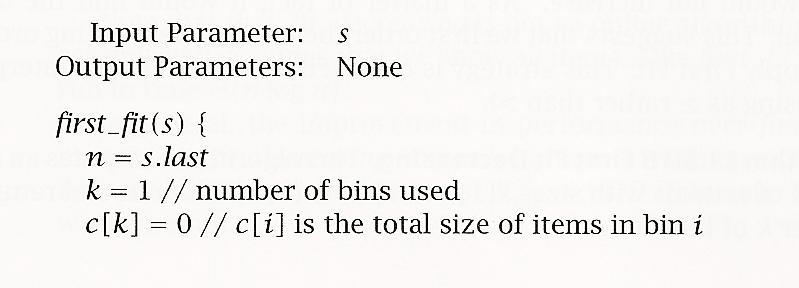 Input Parameter: s
Output Parameters: None
first_fit(s) {
n = s.last
k = 1 // number of bins used
c[k] = 0 // c[i] is the total size of items in bin i